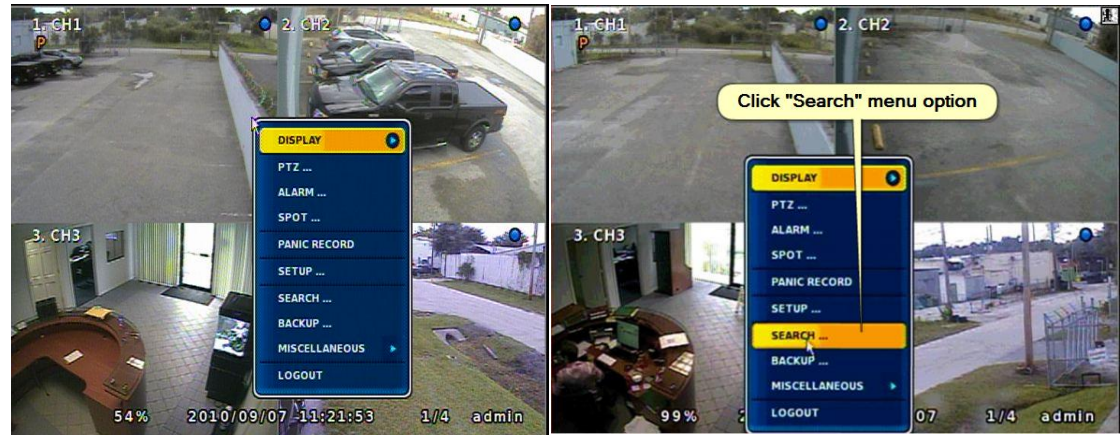 1. CH1
2. CH2
DISPLAY
PTZ ...
ALARM ...
SPOT ...
PANIC RECORD
SETUP ...
SEARCH ...
BACKUP ...
MISCELLANEOUS
LOGOUT
3. CH3
54% 2010/09/07 11:21:53 1/4 admin
P
1. CH1
2. CH2
P
Click "Search" menu option
DISPLAY
PTZ ...
ALARM ...
SPOT ...
PANIC RECORD
SETUP ...
SEARCH ...
BACKUP ...
MISCELLANEOUS
LOGOUT
3. CH3
99% 2 07 1/4 admin